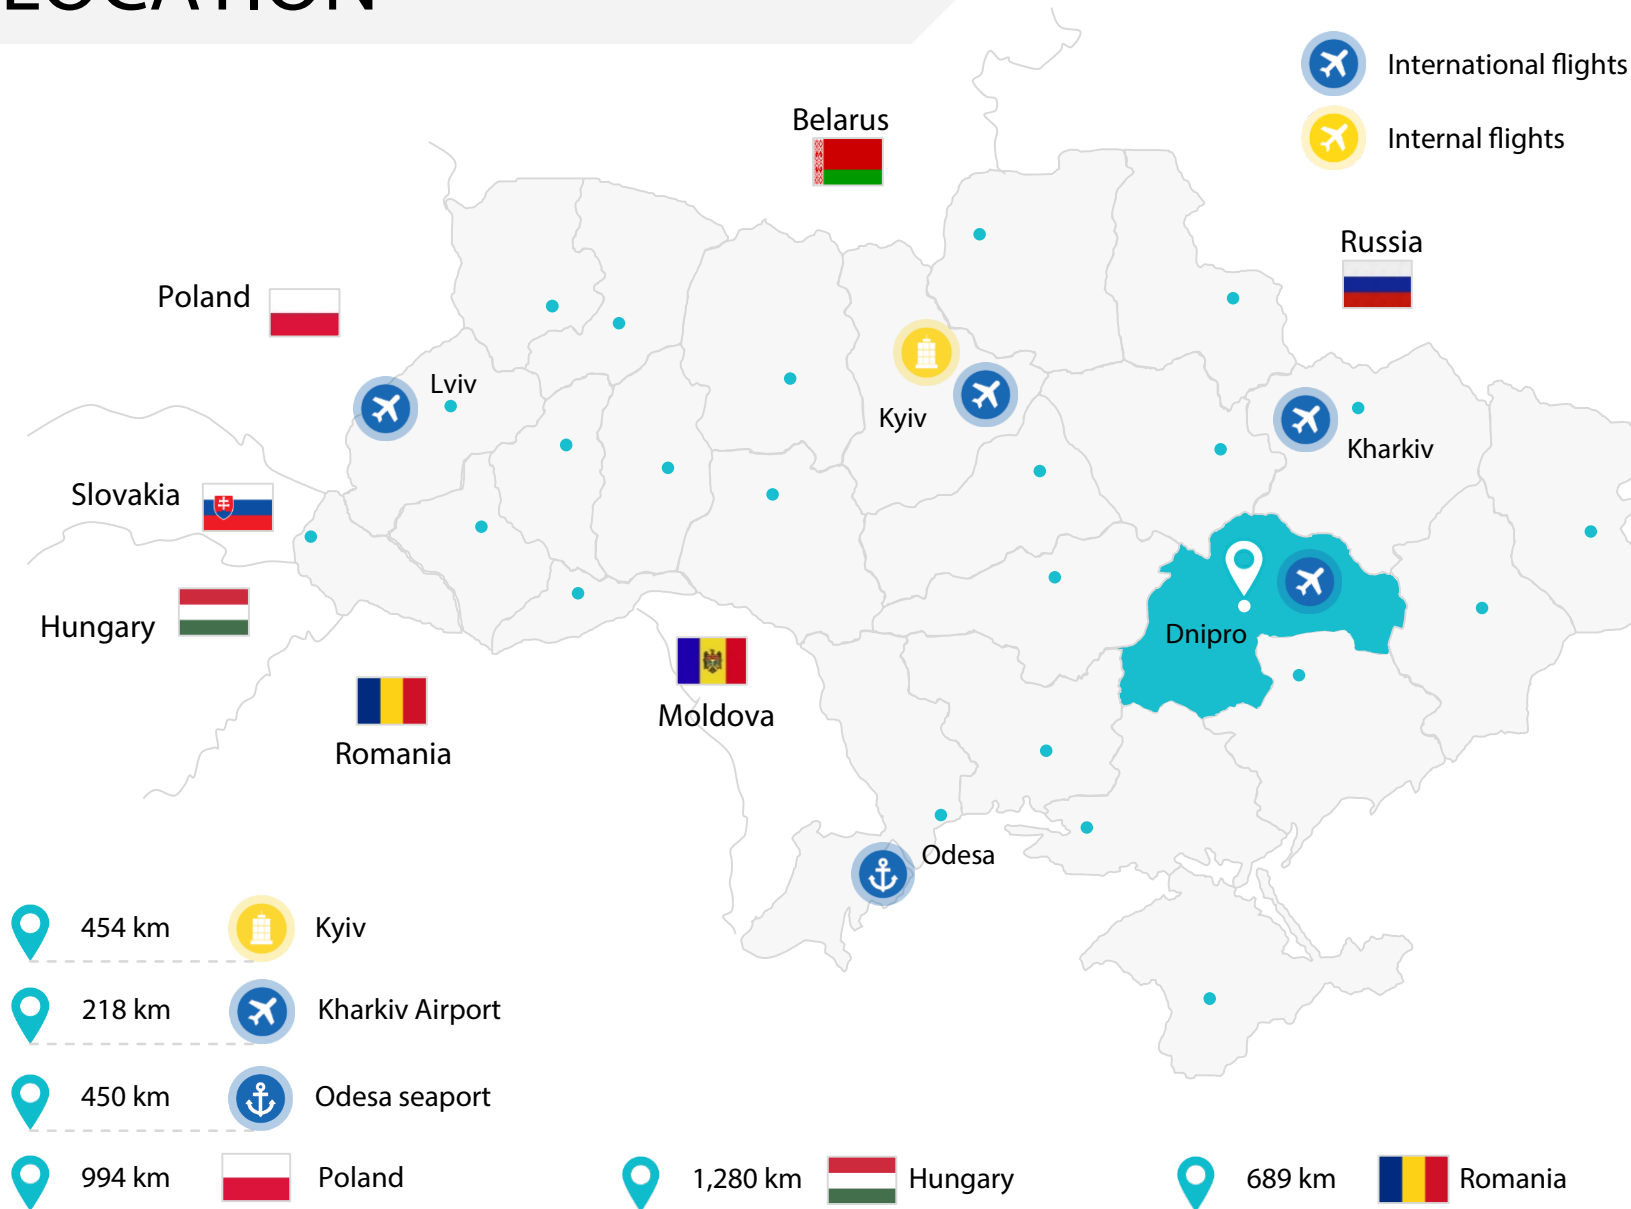 LOCATION
International flights
Internal flights
Belarus
Russia
Poland
Lviv
Kyiv
Kharkiv
Slovakia
Hungary
Dnipro
Moldova
Romania
Odesa
454 km Kyiv
218 km Kharkiv Airport
450 km Odesa seaport
994 km Poland
1,280 km Hungary
689 km Romania